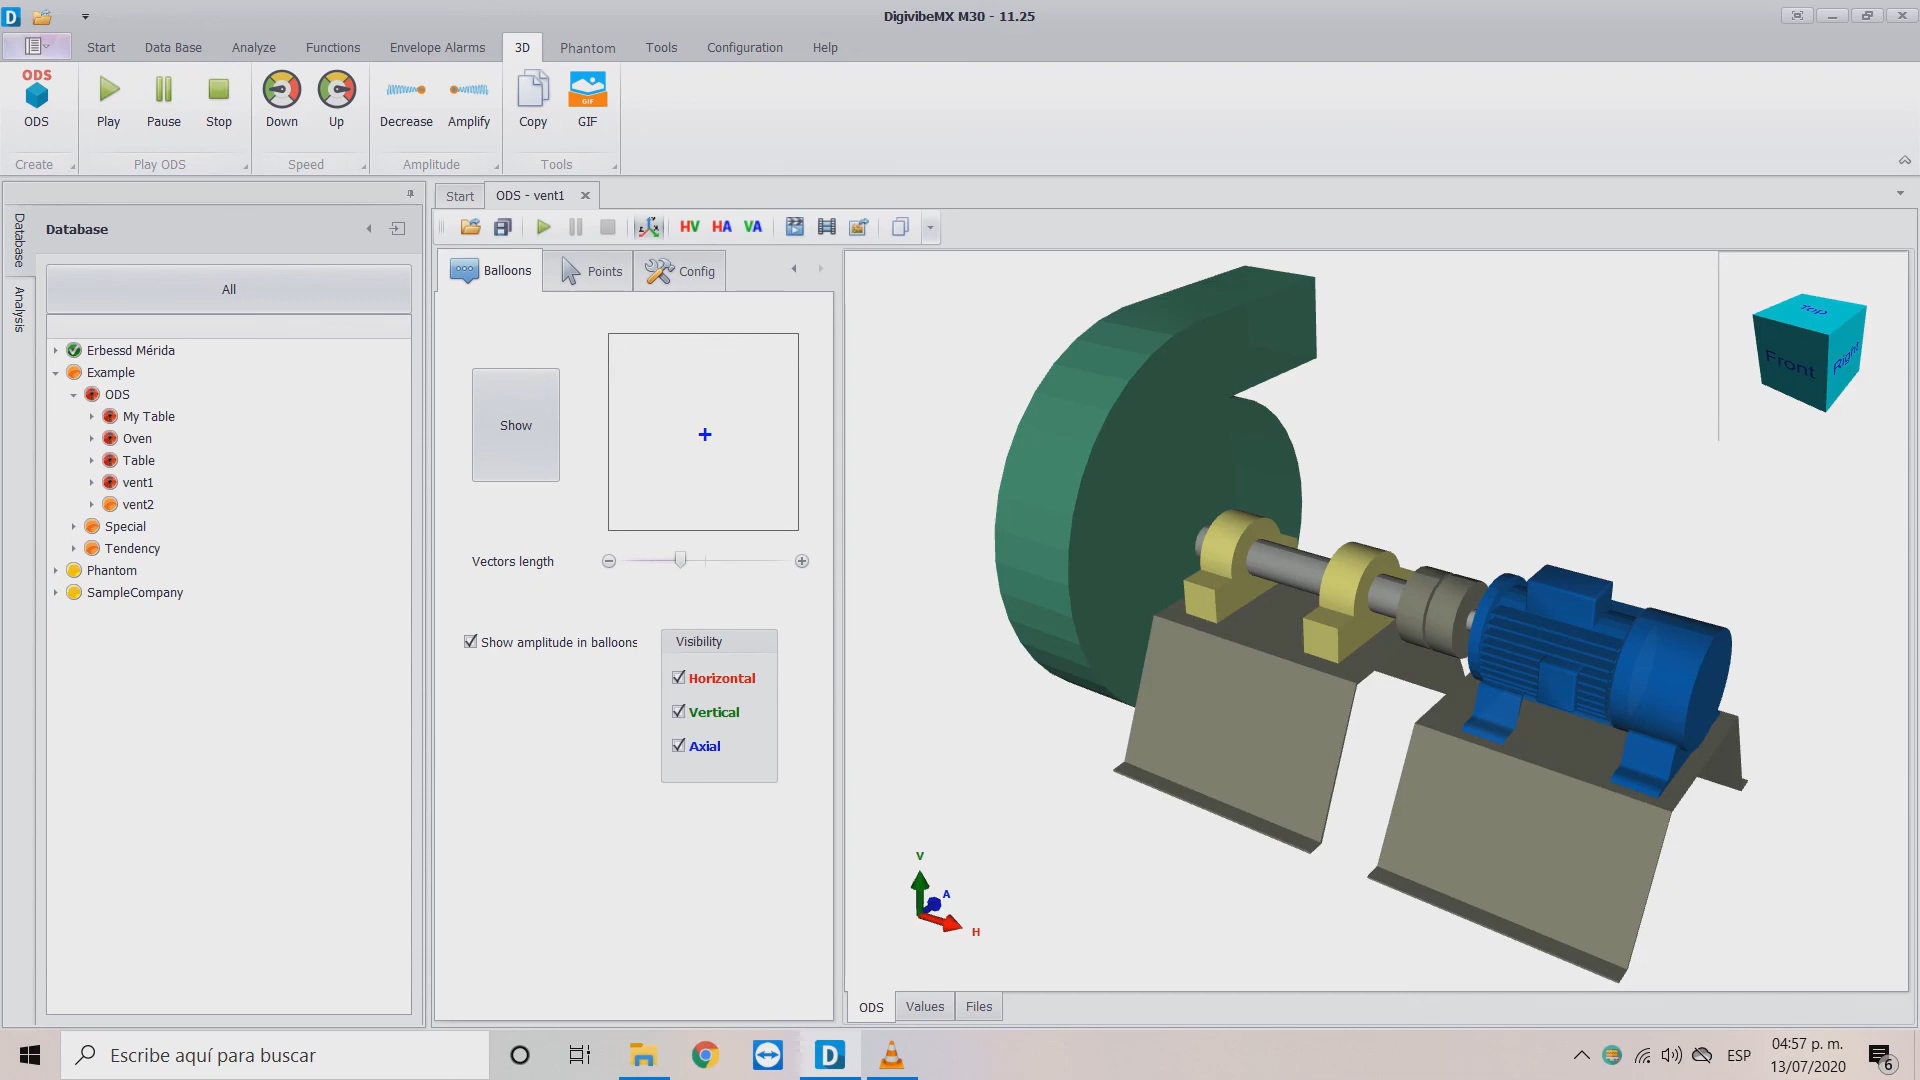 DigivibeMX M30 - 11.25
Start
Data Base
Analyze
Functions
Envelope Alarms
3D
Phantom
Tools
Configuration
Help
ODS
ODS
Play
Pause
Stop
Down
Up
Decrease
Amplify
Copy
GIF
GIF
Create
Play ODS
Speed
Amplitude
Tools
Database
Analysis
Database
All
Erbessd Mérida
Example
ODS
My Table
Oven
Table
vent1
vent2
Special
Tendency
Phantom
SampleCompany
Start
ODS - vent1
HV
HA
VA
Balloons
Points
Config
Show
+
Vectors length
Show amplitude in balloons
Visibility
Horizontal
Vertical
Axial
Top
Front
Right
V
A
H
ODS
Values
Files
Escribe aquí para buscar
ESP
04:57 p. m.
13/07/2020
6